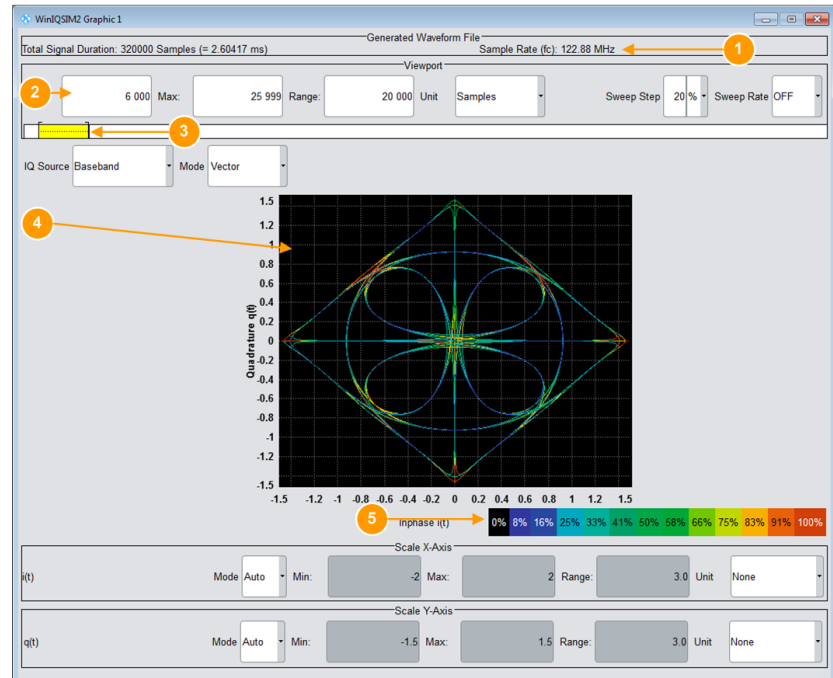 WinIQSIM2 Graphic 1
Generated Waveform File
Total Signal Duration: 320000 Samples (= 2.60417 ms) Sample Rate (fc): 122.88 MHz 1
Viewport
2 6 000 Max: 25 999 Range: 20 000 Unit Samples Sweep Step 20 % Sweep Rate OFF
3
IQ Source Baseband Mode Vector
4
1.5
1.2
1
0.8
0.6
0.4
0.2
0
-0.2
-0.4
-0.6
-0.8
-1
-1.2
-1.5
Quadrature q(t)
-1.5 -1.2 -1 -0.8 -0.6 -0.4 -0.2 0 0.2 0.4 0.6 0.8 1 1.2 1.5
Inphase i(t)
5
0% 8% 16% 25% 33% 41% 50% 58% 66% 75% 83% 91% 100%
Scale X-Axis
i(t) Mode Auto Min: -2 Max: 2 Range: 3.0 Unit None
Scale Y-Axis
q(t) Mode Auto Min: -1.5 Max: 1.5 Range: 3.0 Unit None